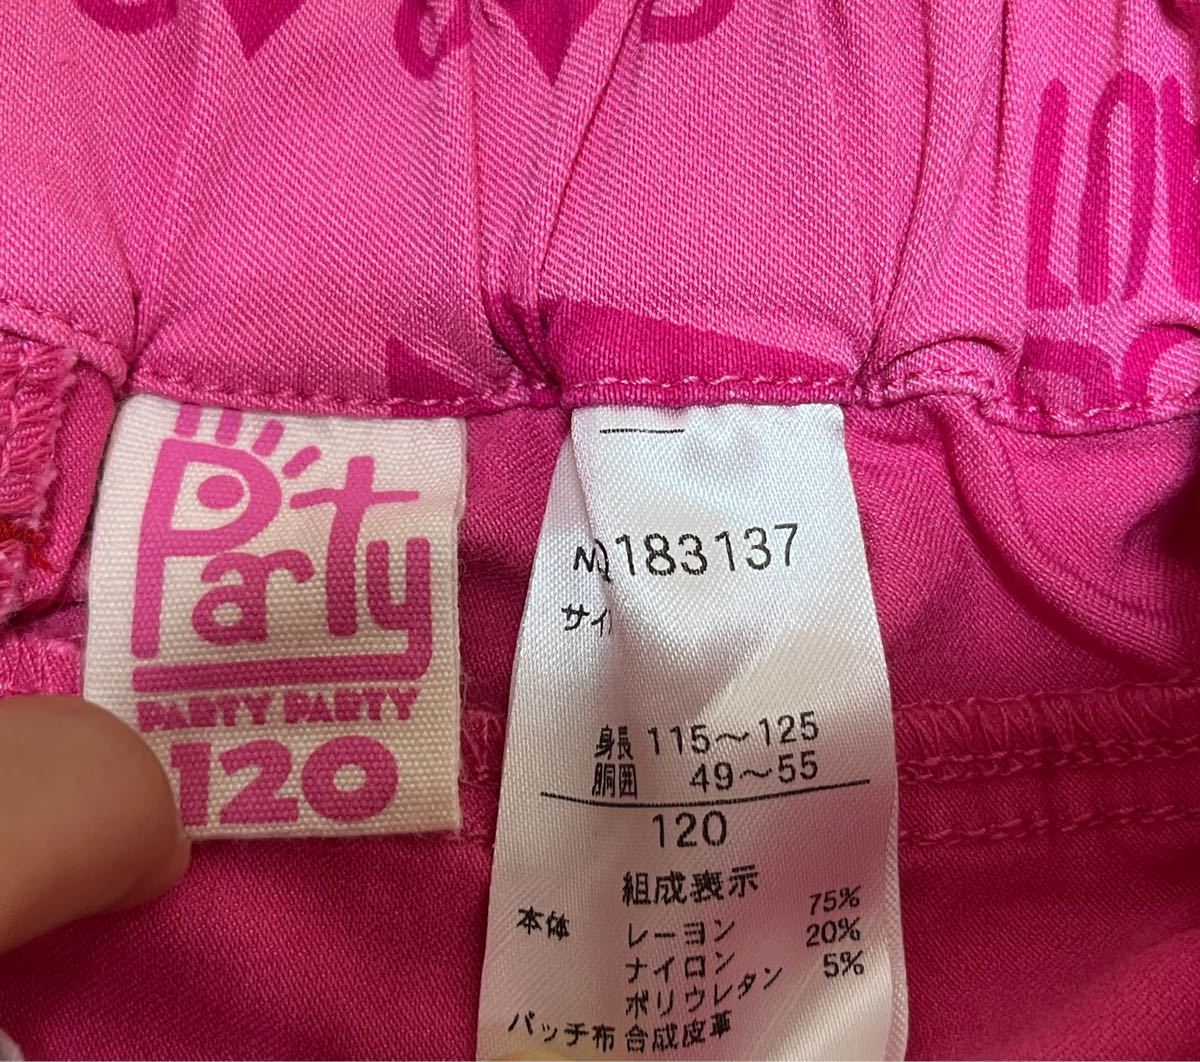 LOV
Party
PARTY PARTY
120
183137
サイ
身長 115〜125
胴囲 49〜55
120
組成表示
本体 レーヨン 75%
ナイロン 20%
ポリウレタン 5%
パッチ布 合成皮革